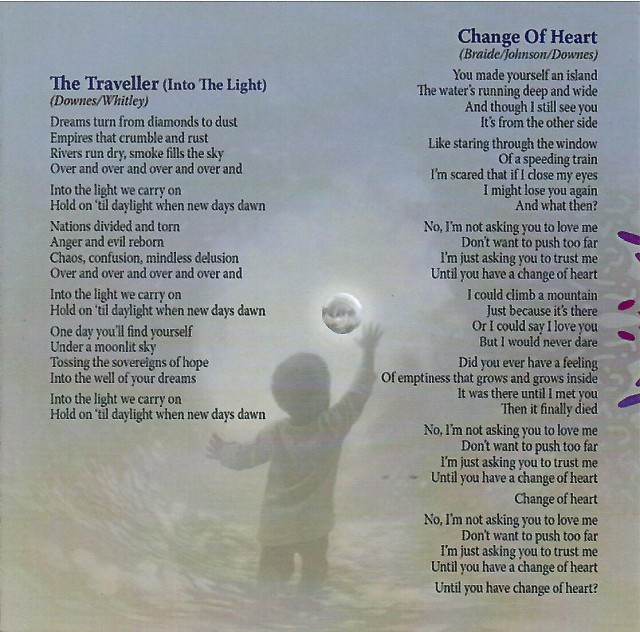 The Traveller (Into The Light)
(Downes/Whitley)
Dreams turn from diamonds to dust
Empires that crumble and rust
Rivers run dry, smoke fills the sky
Over and over and over and over and
Into the light we carry on
Hold on 'til daylight when new days dawn
Nations divided and torn
Anger and evil reborn
Chaos, confusion, mindless delusion
Over and over and over and over and
Into the light we carry on
Hold on 'til daylight when new days dawn
One day you'll find yourself
Under a moonlit sky
Tossing the sovereigns of hope
Into the well of your dreams
Into the light we carry on
Hold on 'til daylight when new days dawn
Change Of Heart
(Braide/Johnson/Downes)
You made yourself an island
The water's running deep and wide
And though I still see you
It's from the other side
Like staring through the window
Of a speeding train
I'm scared that if I close my eyes
I might lose you again
And what then?
No, I'm not asking you to love me
Don't want to push too far
I'm just asking you to trust me
Until you have a change of heart
I could climb a mountain
Just because it's there
Or I could say I love you
But I would never dare
Did you ever have a feeling
Of emptiness that grows and grows inside
It was there until I met you
Then it finally died
No, I'm not asking you to love me
Don't want to push too far
I'm just asking you to trust me
Until you have a change of heart
Change of heart
No, I'm not asking you to love me
Don't want to push too far
I'm just asking you to trust me
Until you have a change of heart
Until you have change of heart?